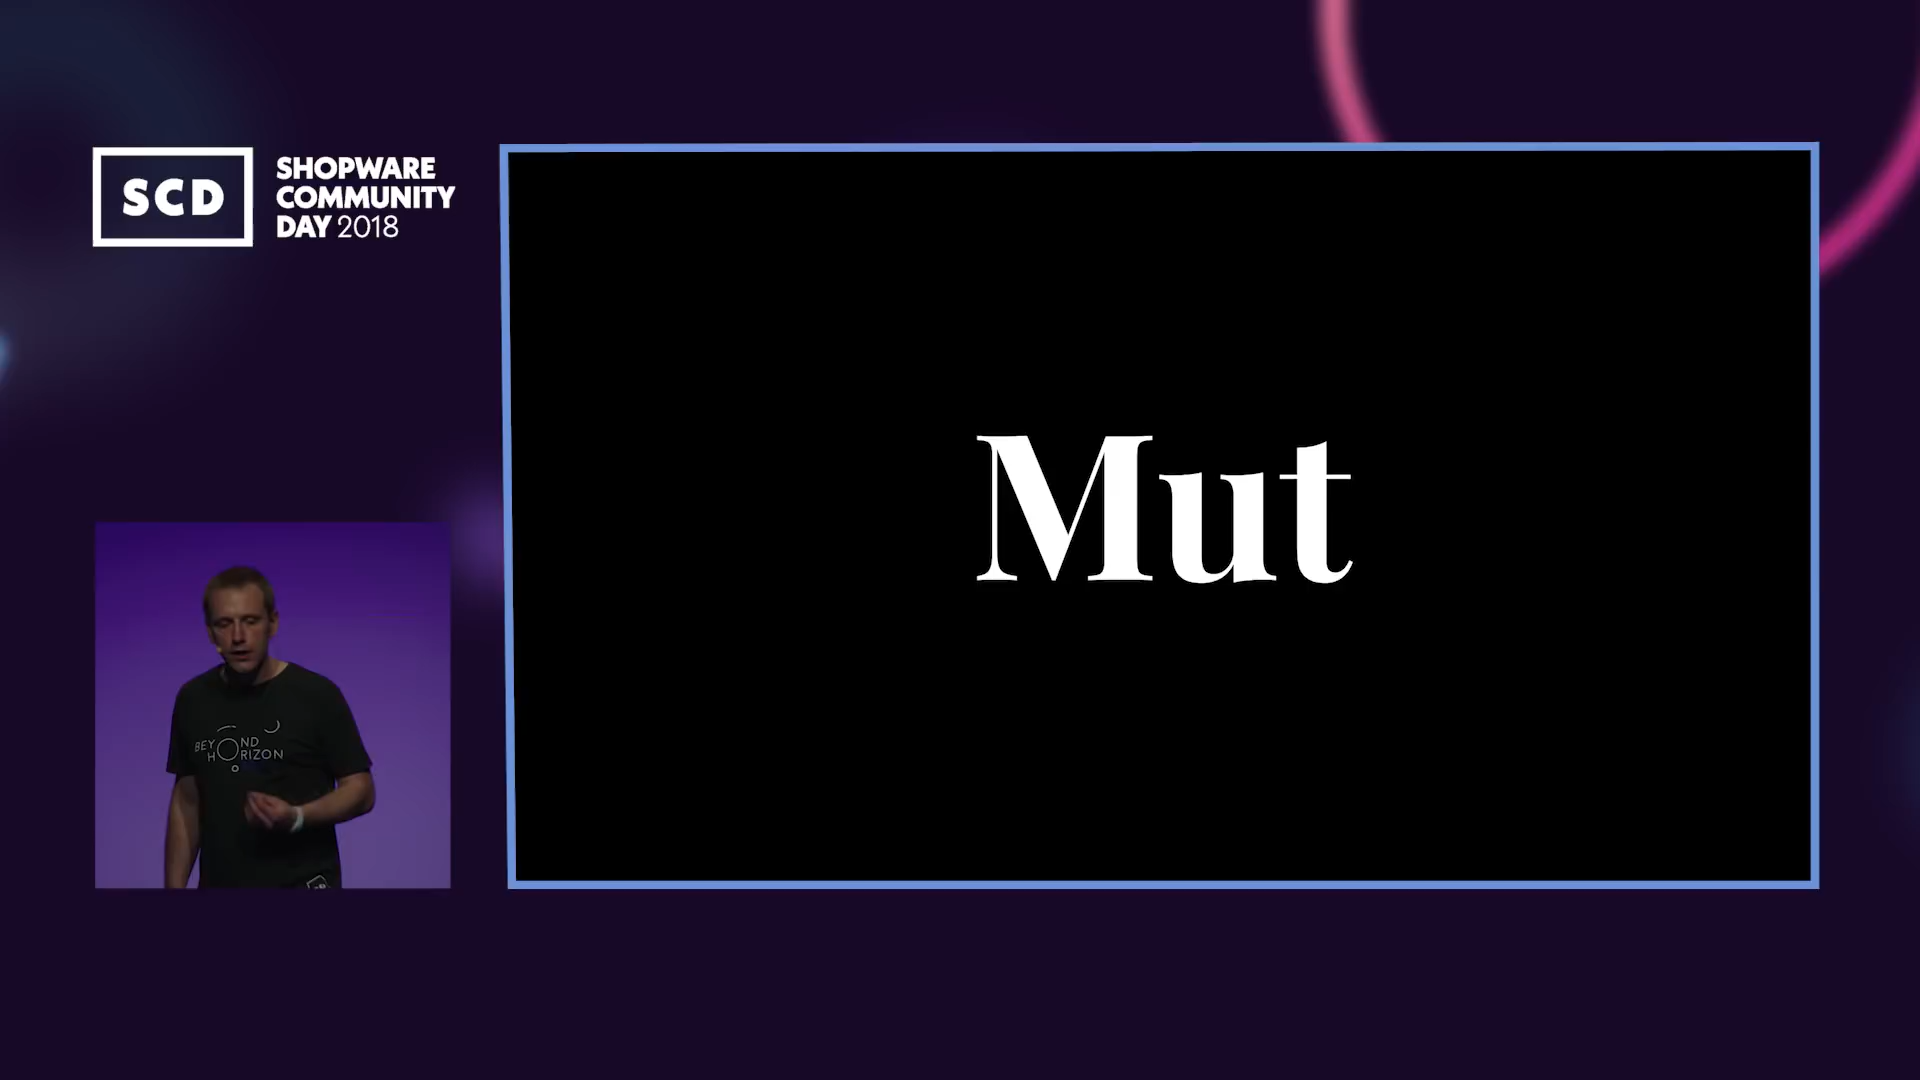 SCD
SHOPWARE
COMMUNITY
DAY 2018
Mut
BEYOND
HORIZON